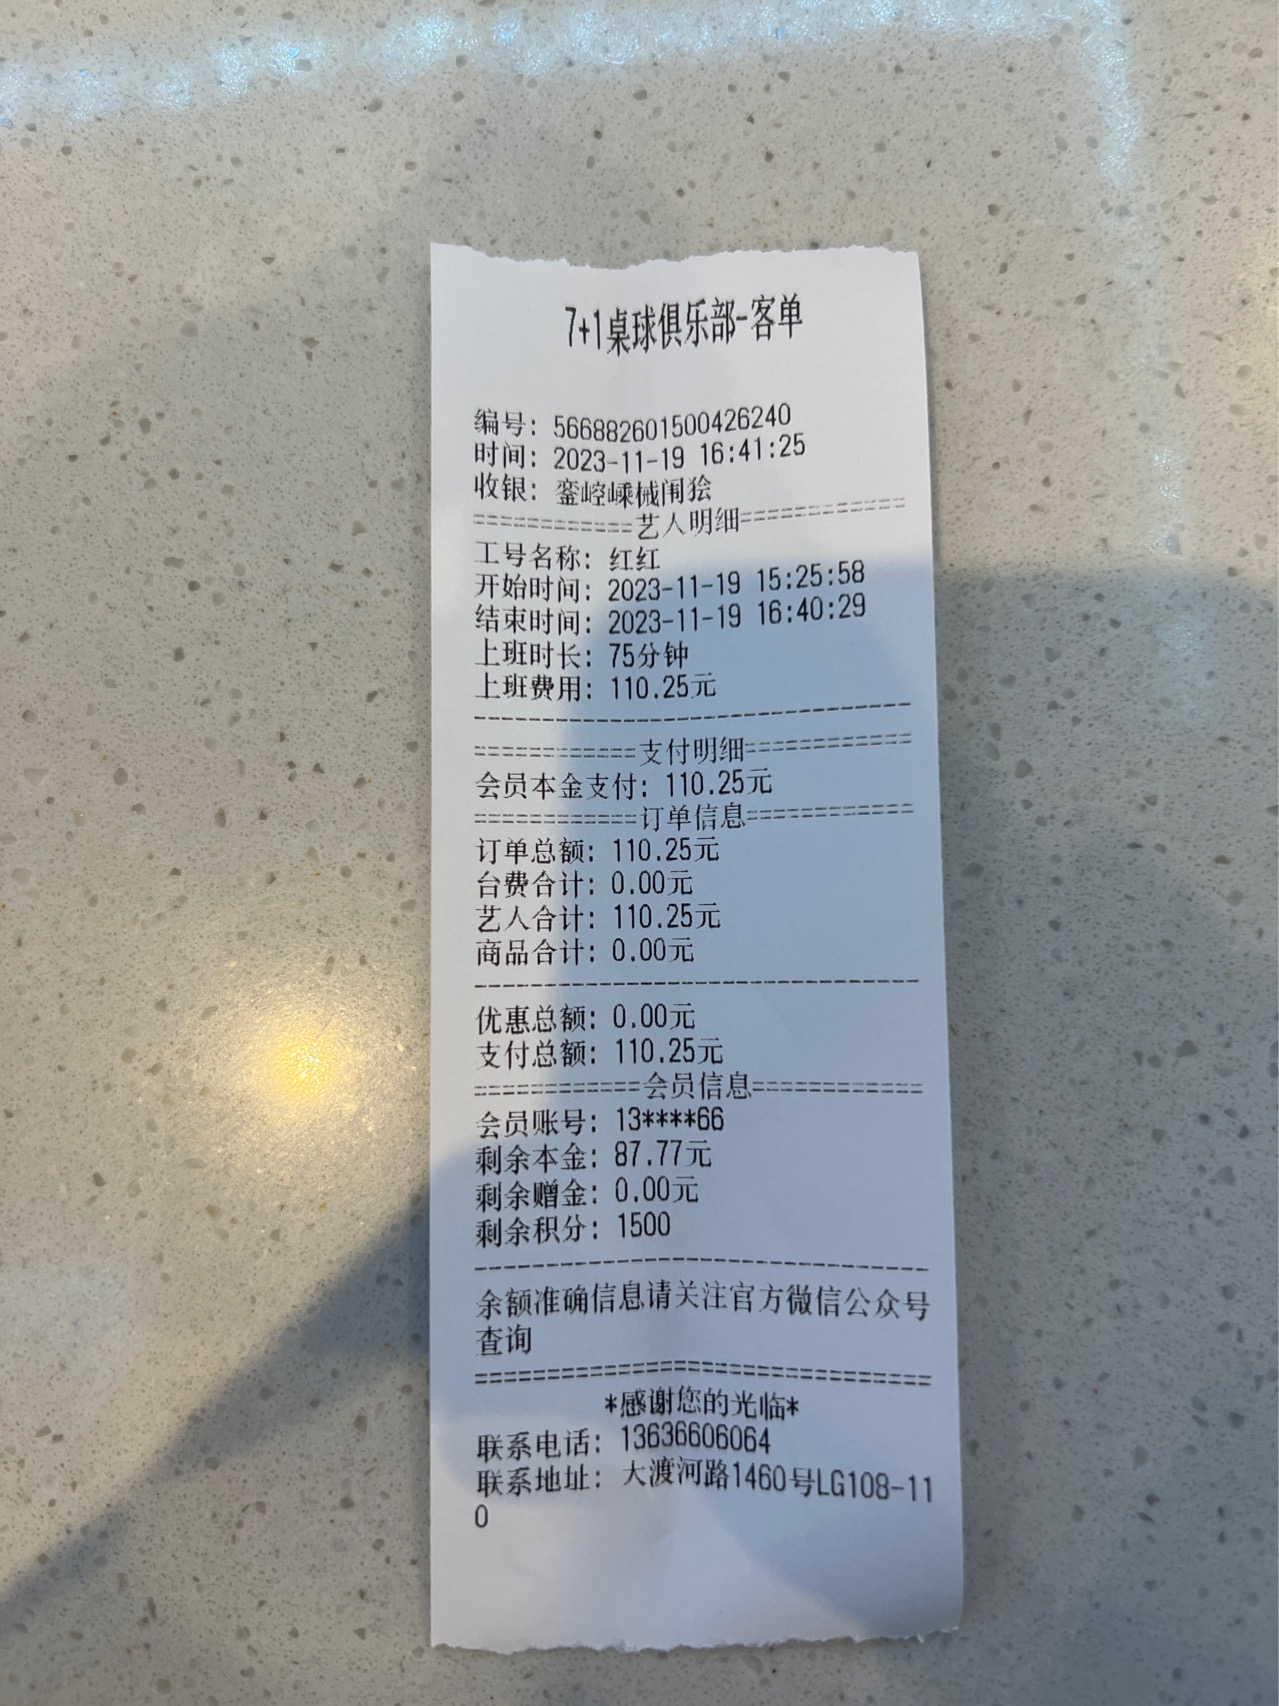 7+1桌球俱乐部-客单
编号: 566882601500426240
时间: 2023-11-19 16:41:25
收银: 銮崆嵊械闱狯
============艺人明细============
工号名称: 红红
开始时间: 2023-11-19 15:25:58
结束时间: 2023-11-19 16:40:29
上班时长: 75分钟
上班费用: 110.25元
--------------------------------
============支付明细============
会员本金支付: 110.25元
============订单信息============
订单总额: 110.25元
台费合计: 0.00元
艺人合计: 110.25元
商品合计: 0.00元
--------------------------------
优惠总额: 0.00元
支付总额: 110.25元
============会员信息============
会员账号: 13****66
剩余本金: 87.77元
剩余赠金: 0.00元
剩余积分: 1500
--------------------------------
余额准确信息请关注官方微信公众号
查询
================================
*感谢您的光临*
联系电话: 13636606064
联系地址: 大渡河路1460号LG108-11
0